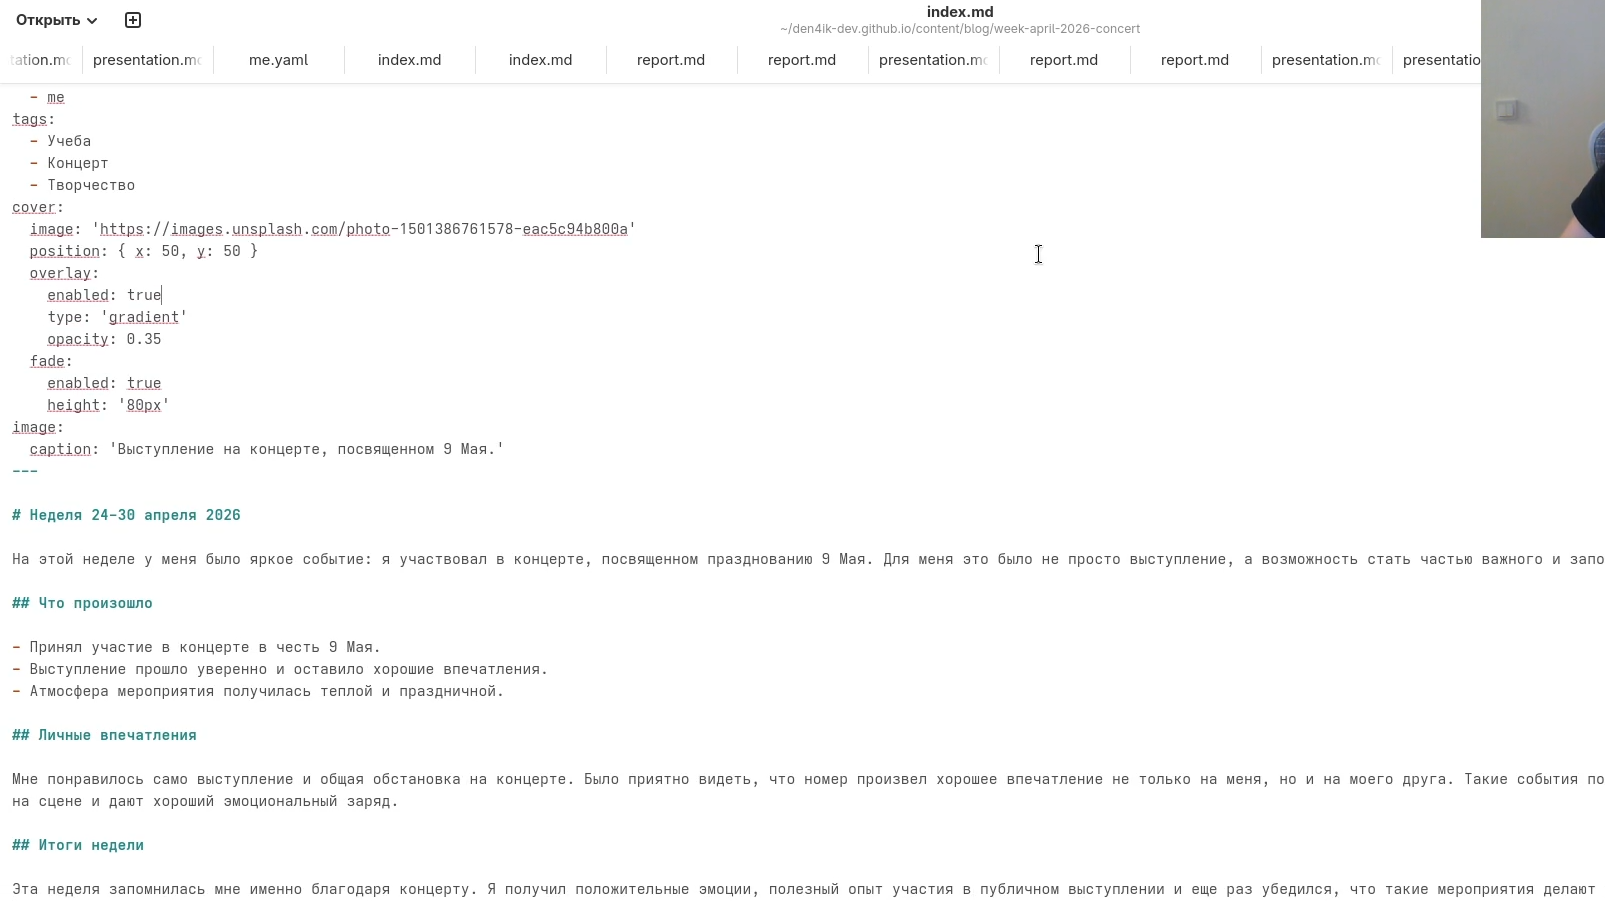 Открыть
index.md
~/den4ik-dev.github.io/content/blog/week-april-2026-concert
presentation.mc me.yaml index.md index.md report.md report.md presentation.mc report.md report.md presentation.mc presentatio
- me
tags:
- Учеба
- Концерт
- Творчество
cover:
image: 'https://images.unsplash.com/photo-1501386761578-eac5c94b800a'
position: { x: 50, y: 50 }
overlay:
enabled: true
type: 'gradient'
opacity: 0.35
fade:
enabled: true
height: '80px'
image:
caption: 'Выступление на концерте, посвященном 9 Мая.'
---
# Неделя 24-30 апреля 2026
На этой неделе у меня было яркое событие: я участвовал в концерте, посвященном празднованию 9 Мая. Для меня это было не просто выступление, а возможность стать частью важного и запо
## Что произошло
- Принял участие в концерте в честь 9 Мая.
- Выступление прошло уверенно и оставило хорошие впечатления.
- Атмосфера мероприятия получилась теплой и праздничной.
## Личные впечатления
Мне понравилось само выступление и общая обстановка на концерте. Было приятно видеть, что номер произвел хорошее впечатление не только на меня, но и на моего друга. Такие события по
на сцене и дают хороший эмоциональный заряд.
## Итоги недели
Эта неделя запомнилась мне именно благодаря концерту. Я получил положительные эмоции, полезный опыт участия в публичном выступлении и еще раз убедился, что такие мероприятия делают